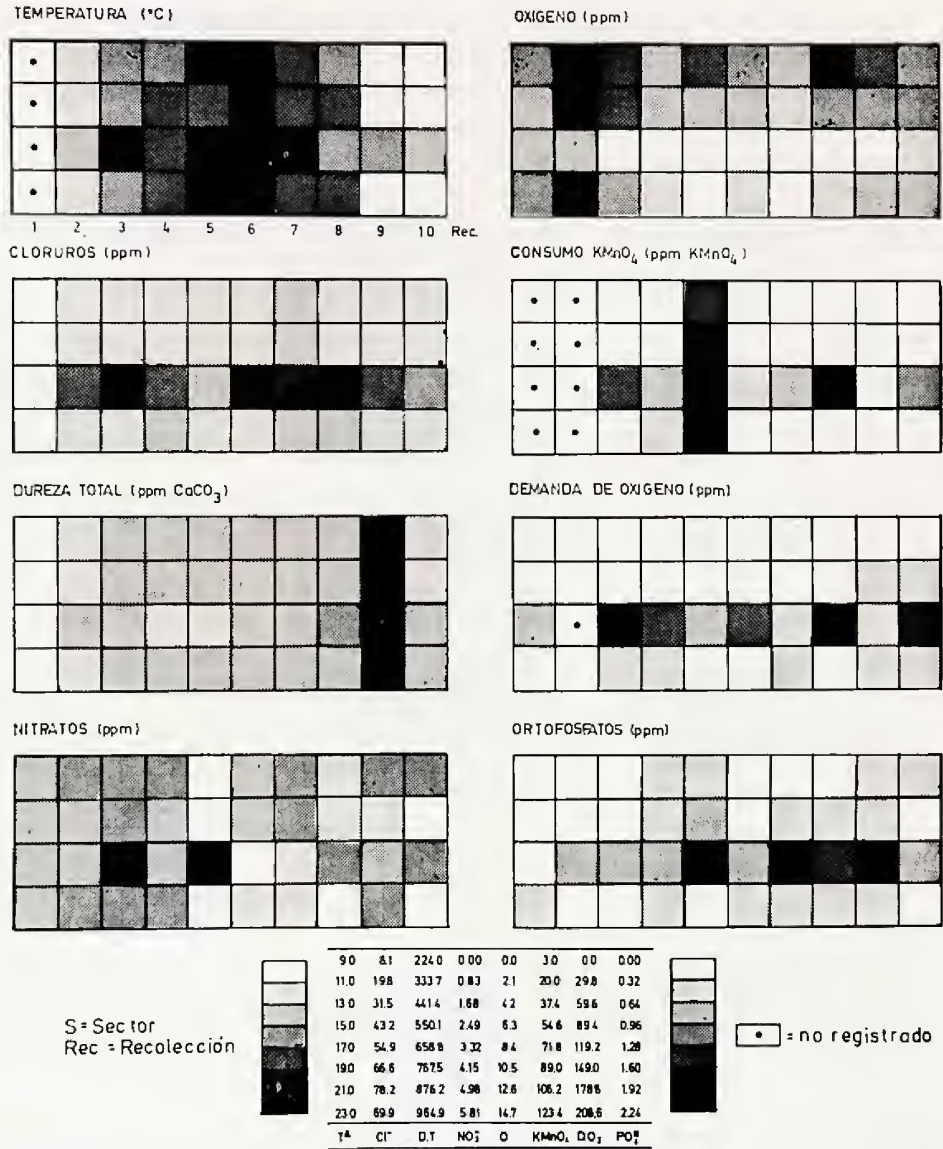 TEMPERATURA (°C)
OXIGENO (ppm)
1 2 3 4 5 6 7 8 9 10 Rec.
CLORUROS (ppm)
CONSUMO KMnO₄ (ppm KMnO₄)
DUREZA TOTAL (ppm CaCO₃)
DEMANDA DE OXIGENO (ppm)
NITRATOS (ppm)
ORTOFOSFATOS (ppm)
S = Sector
Rec = Recolección
9.0 8.1 224.0 0.00 0.0 3.0 0.0 0.00
11.0 19.8 333.7 0.83 2.1 20.0 29.8 0.32
13.0 31.5 441.4 1.68 4.2 37.4 59.6 0.64
15.0 43.2 550.1 2.49 6.3 54.6 89.4 0.96
17.0 54.9 658.8 3.32 8.4 71.8 119.2 1.28
19.0 66.6 767.5 4.15 10.5 89.0 149.0 1.60
21.0 78.2 876.2 4.98 12.6 106.2 178.8 1.92
23.0 69.9 984.9 5.81 14.7 123.4 208.6 2.24
Tª Cl⁻ D.T NO₃⁻ O KMnO₄ PO₄
• = no registrado